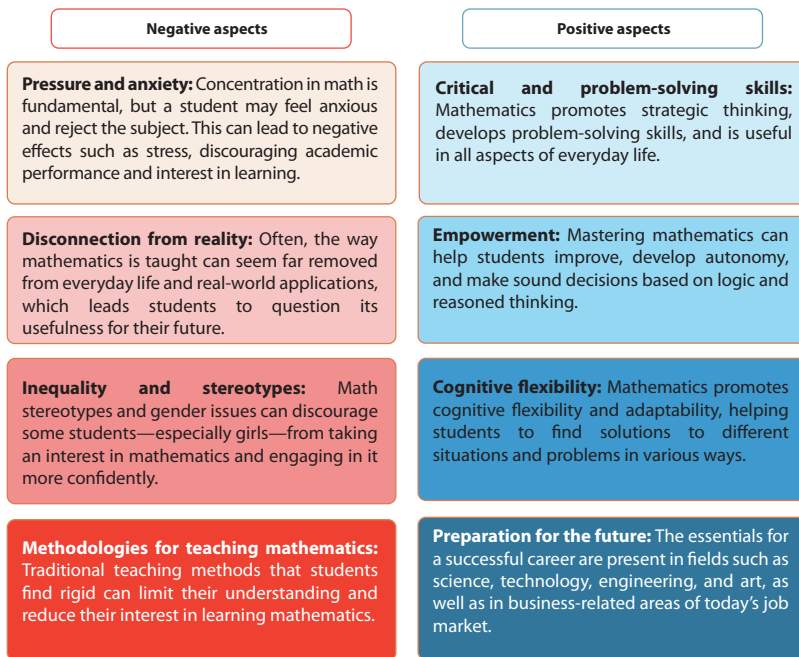 Negative aspects
Pressure and anxiety: Concentration in math is
fundamental, but a student may feel anxious
and reject the subject. This can lead to negative
effects such as stress, discouraging academic
performance and interest in learning.
Disconnection from reality: Often, the way
mathematics is taught can seem far removed
from everyday life and real-world applications,
which leads students to question its
usefulness for their future.
Inequality and stereotypes: Math
stereotypes and gender issues can discourage
some students—especially girls—from taking
an interest in mathematics and engaging in it
more confidently.
Methodologies for teaching mathematics:
Traditional teaching methods that students
find rigid can limit their understanding and
reduce their interest in learning mathematics.
Positive aspects
Critical and problem-solving skills:
Mathematics promotes strategic thinking,
develops problem-solving skills, and is useful
in all aspects of everyday life.
Empowerment: Mastering mathematics can
help students improve, develop autonomy,
and make sound decisions based on logic and
reasoned thinking.
Cognitive flexibility: Mathematics promotes
cognitive flexibility and adaptability, helping
students to find solutions to different
situations and problems in various ways.
Preparation for the future: The essentials for
a successful career are present in fields such as
science, technology, engineering, and art, as
well as in business-related areas of today's job
market.